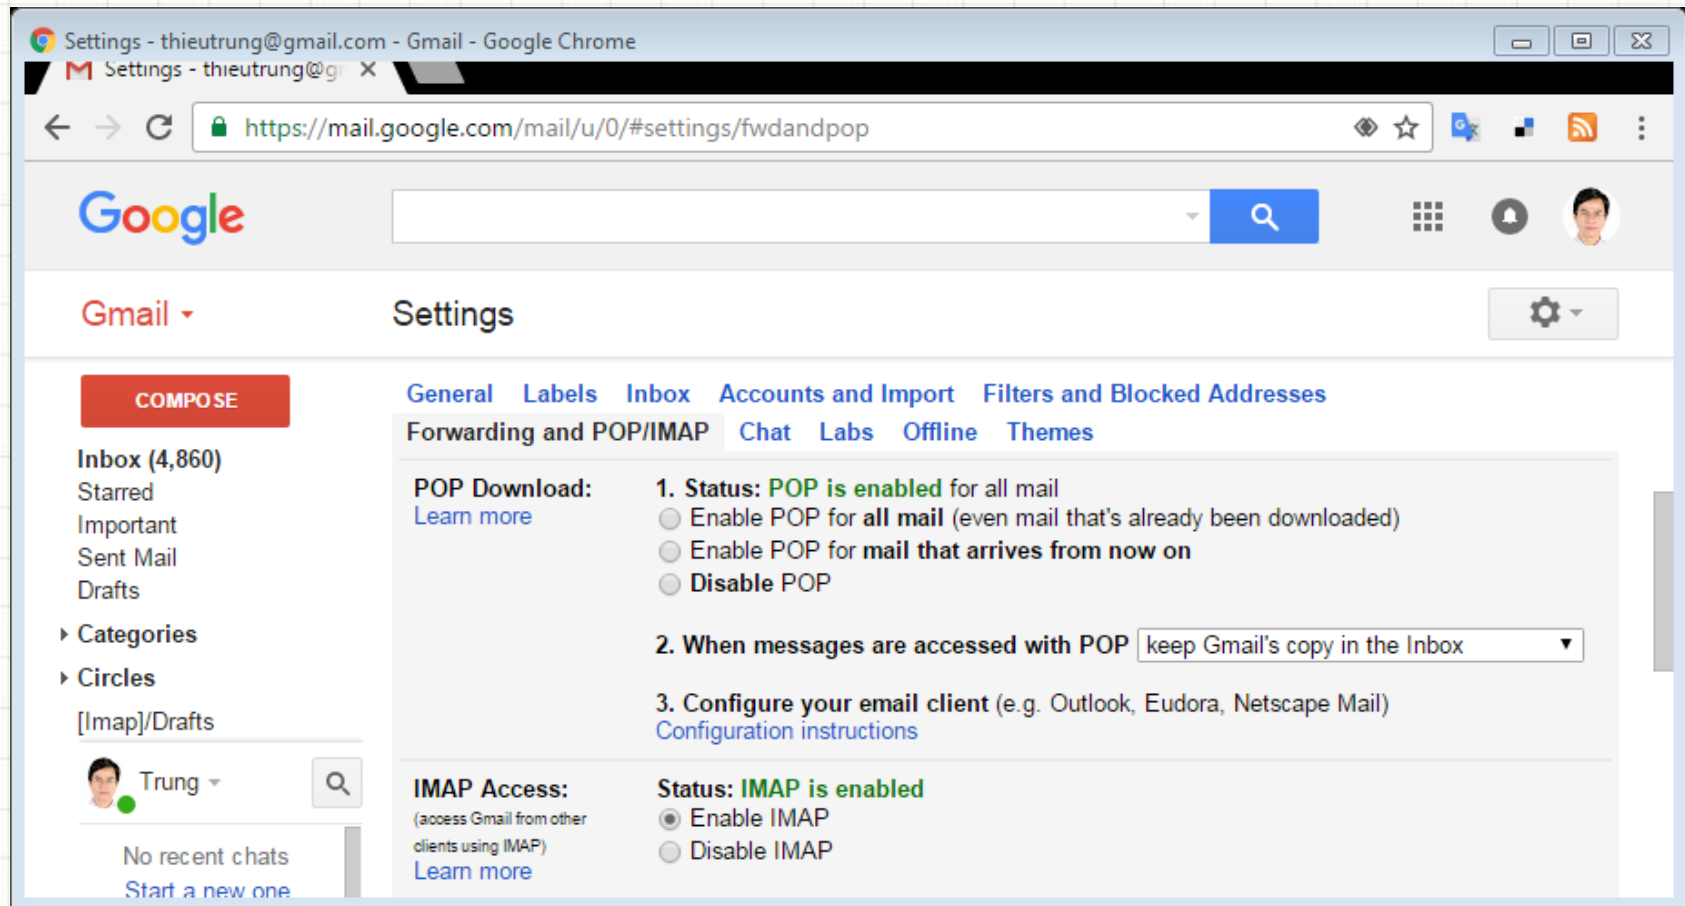 Settings - thieutrung@gmail.com - Gmail - Google Chrome
Settings - thieutrung@g
https://mail.google.com/mail/u/0/#settings/fwdandpop
Google
Gmail
Settings
COMPOSE
Inbox (4,860)
Starred
Important
Sent Mail
Drafts
Categories
Circles
[Imap]/Drafts
Trung
No recent chats
Start a new one
General Labels Inbox Accounts and Import Filters and Blocked Addresses
Forwarding and POP/IMAP Chat Labs Offline Themes
POP Download:
Learn more
1. Status: POP is enabled for all mail
Enable POP for all mail (even mail that's already been downloaded)
Enable POP for mail that arrives from now on
Disable POP
2. When messages are accessed with POP keep Gmail's copy in the Inbox
3. Configure your email client (e.g. Outlook, Eudora, Netscape Mail)
Configuration instructions
IMAP Access:
(access Gmail from other
clients using IMAP)
Learn more
Status: IMAP is enabled
Enable IMAP
Disable IMAP